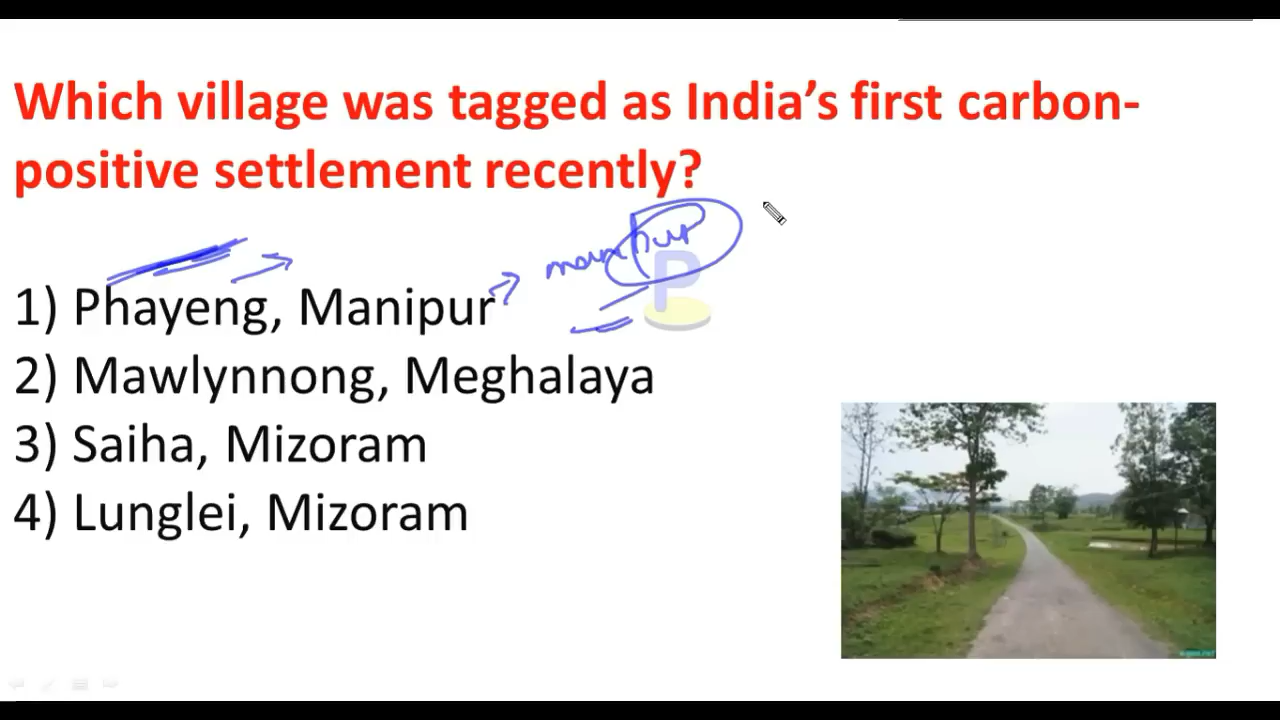 Which village was tagged as India's first carbon-
positive settlement recently?
1) Phayeng, Manipur
2) Mawlynnong, Meghalaya
3) Saiha, Mizoram
4) Lunglei, Mizoram
P